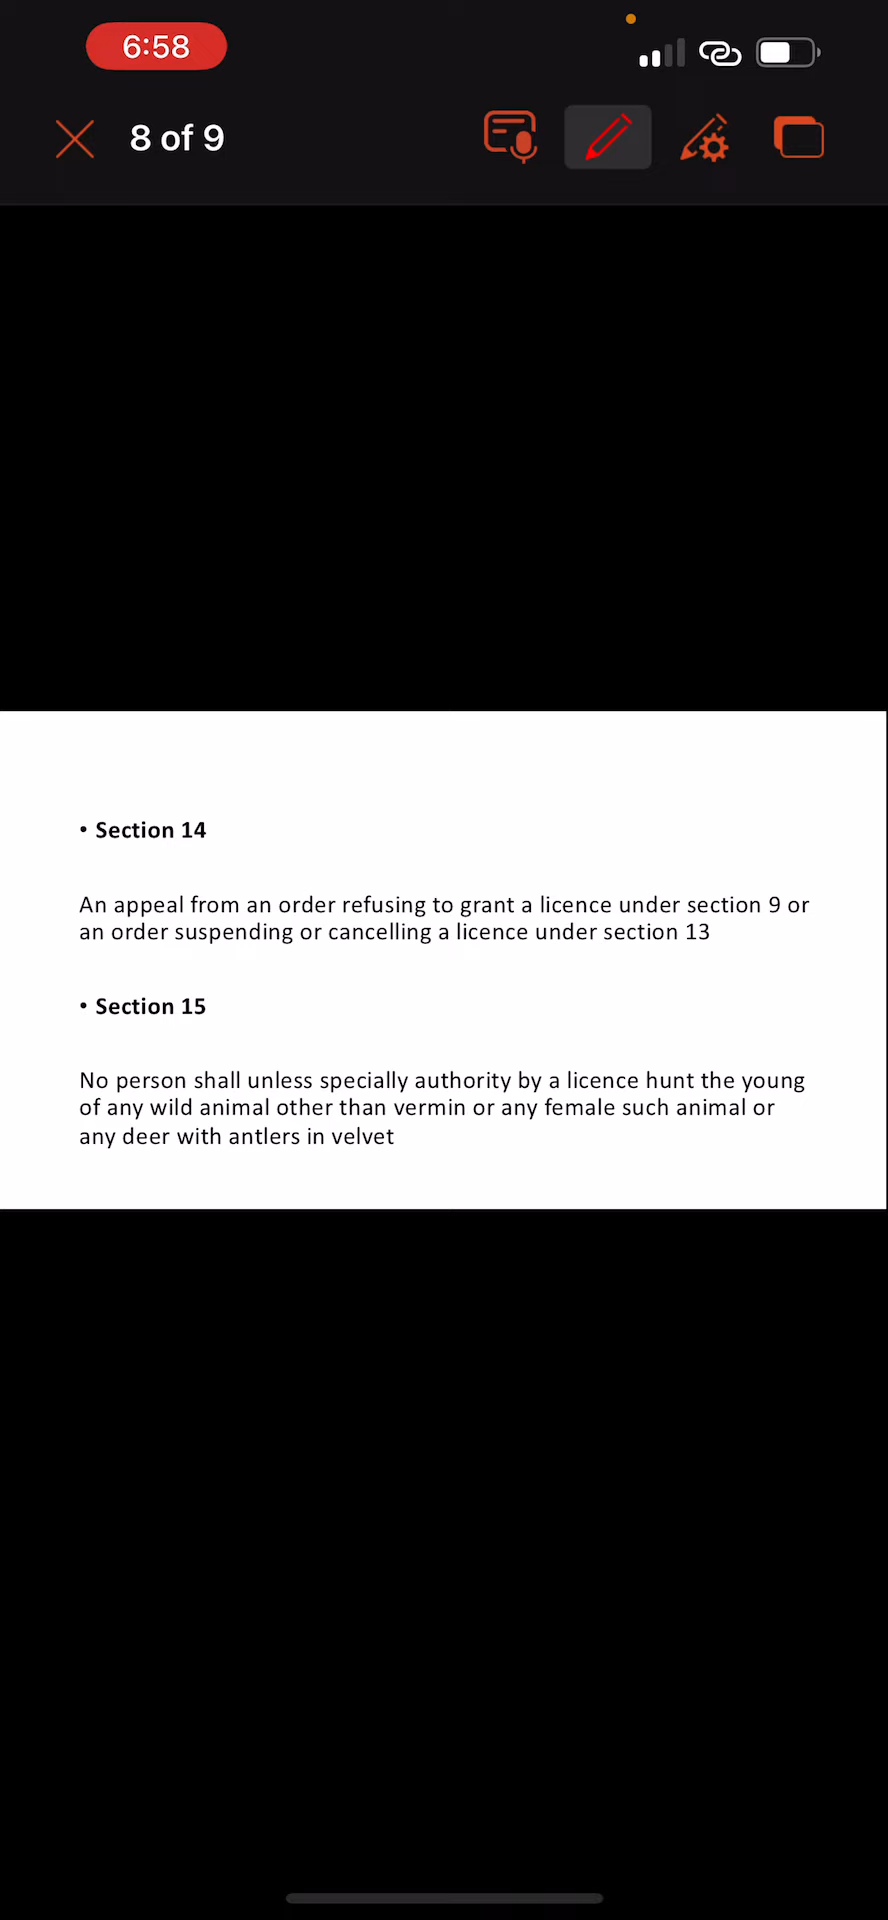 6:58
8 of 9
• Section 14
An appeal from an order refusing to grant a licence under section 9 or
an order suspending or cancelling a licence under section 13
• Section 15
No person shall unless specially authority by a licence hunt the young
of any wild animal other than vermin or any female such animal or
any deer with antlers in velvet